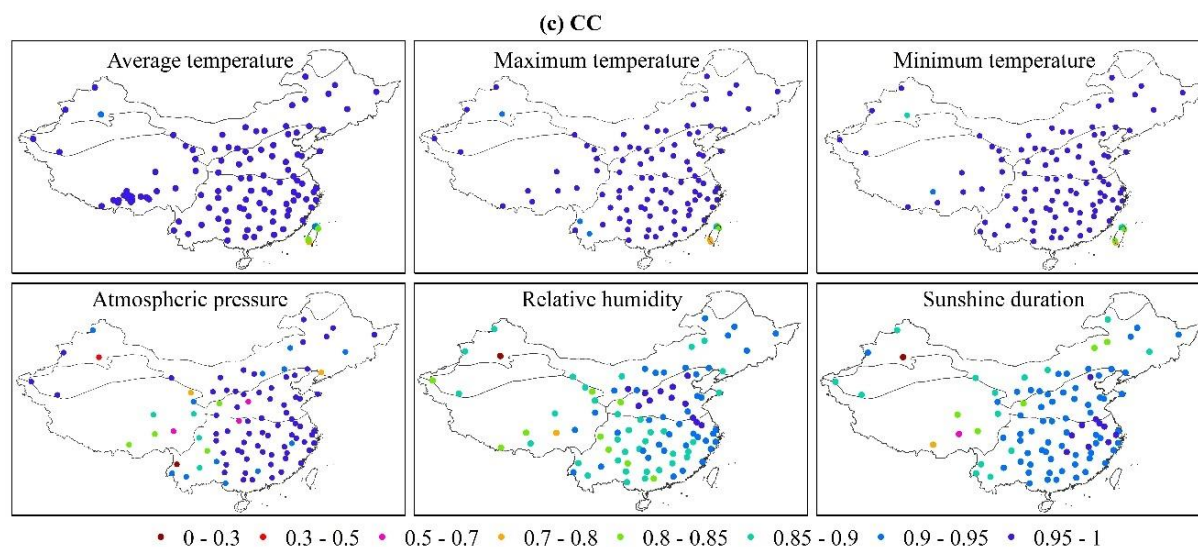 (c) CC
Average temperature
Maximum temperature
Minimum temperature
Atmospheric pressure
Relative humidity
Sunshine duration
0 - 0.3
0.3 - 0.5
0.5 - 0.7
0.7 - 0.8
0.8 - 0.85
0.85 - 0.9
0.9 - 0.95
0.95 - 1